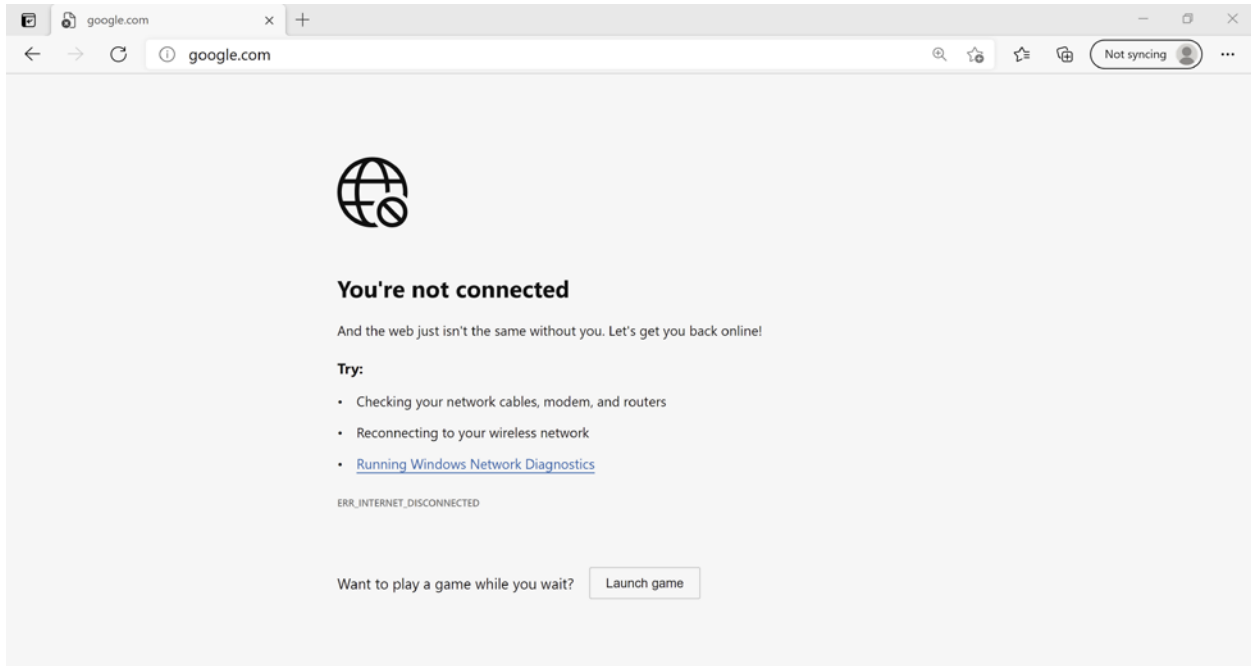 google.com
google.com
Not syncing
You're not connected
And the web just isn't the same without you. Let's get you back online!
Try:
• Checking your network cables, modem, and routers
• Reconnecting to your wireless network
• Running Windows Network Diagnostics
ERR_INTERNET_DISCONNECTED
Want to play a game while you wait? Launch game